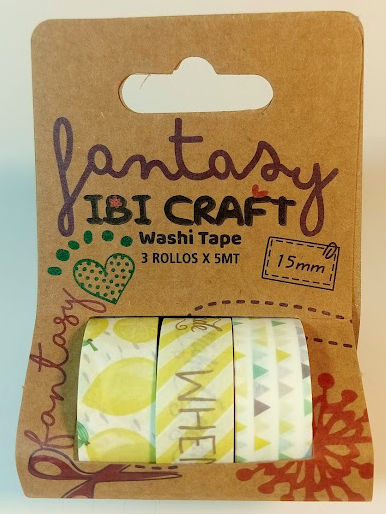 fantasy
IBI CRAFT
Washi Tape
3 ROLLOS X 5MT
15mm
fantasy
WHEN